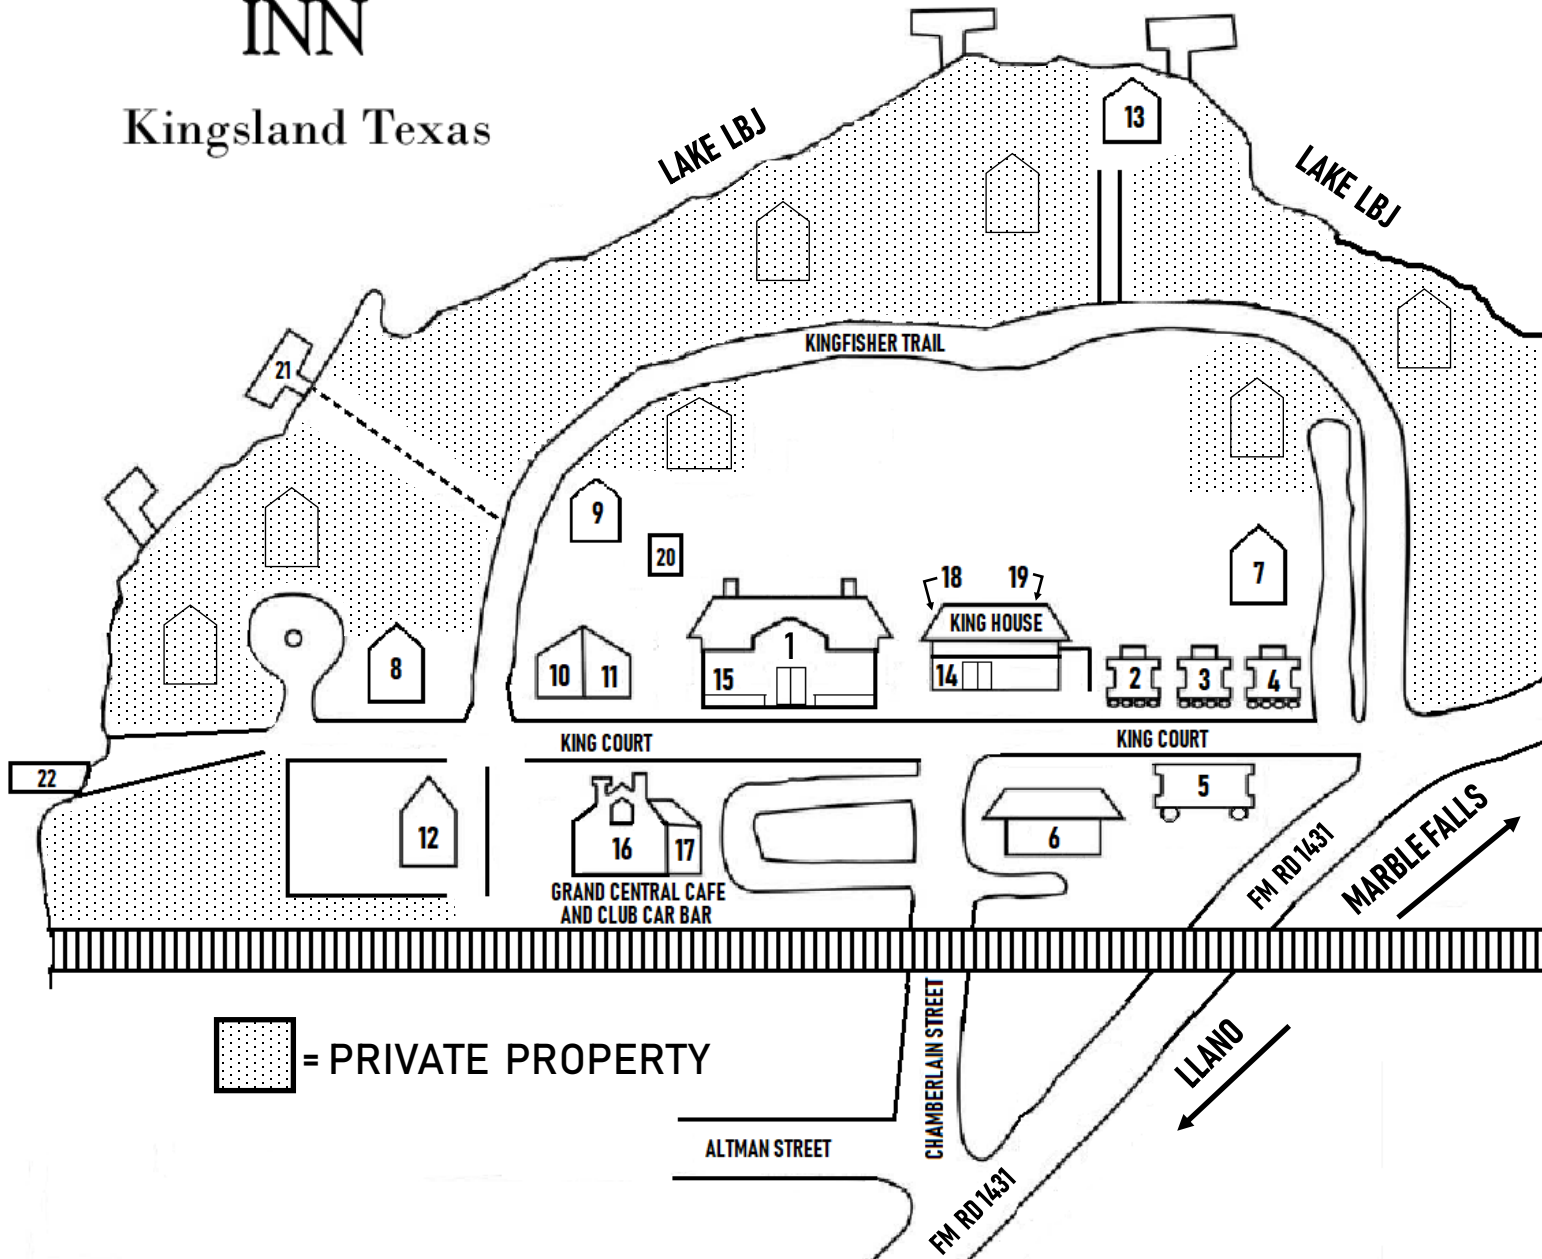 INN
Kingsland Texas
LAKE LBJ
13
LAKE LBJ
KINGFISHER TRAIL
21
9
20
7
18
19
KING HOUSE
1
8
10
11
15
14
2
3
4
KING COURT
KING COURT
22
5
12
16
17
6
GRAND CENTRAL CAFE
AND CLUB CAR BAR
FM RD 1431
MARBLE FALLS
= PRIVATE PROPERTY
CHAMBERLAIN STREET
LLANO
ALTMAN STREET
FM RD 1431